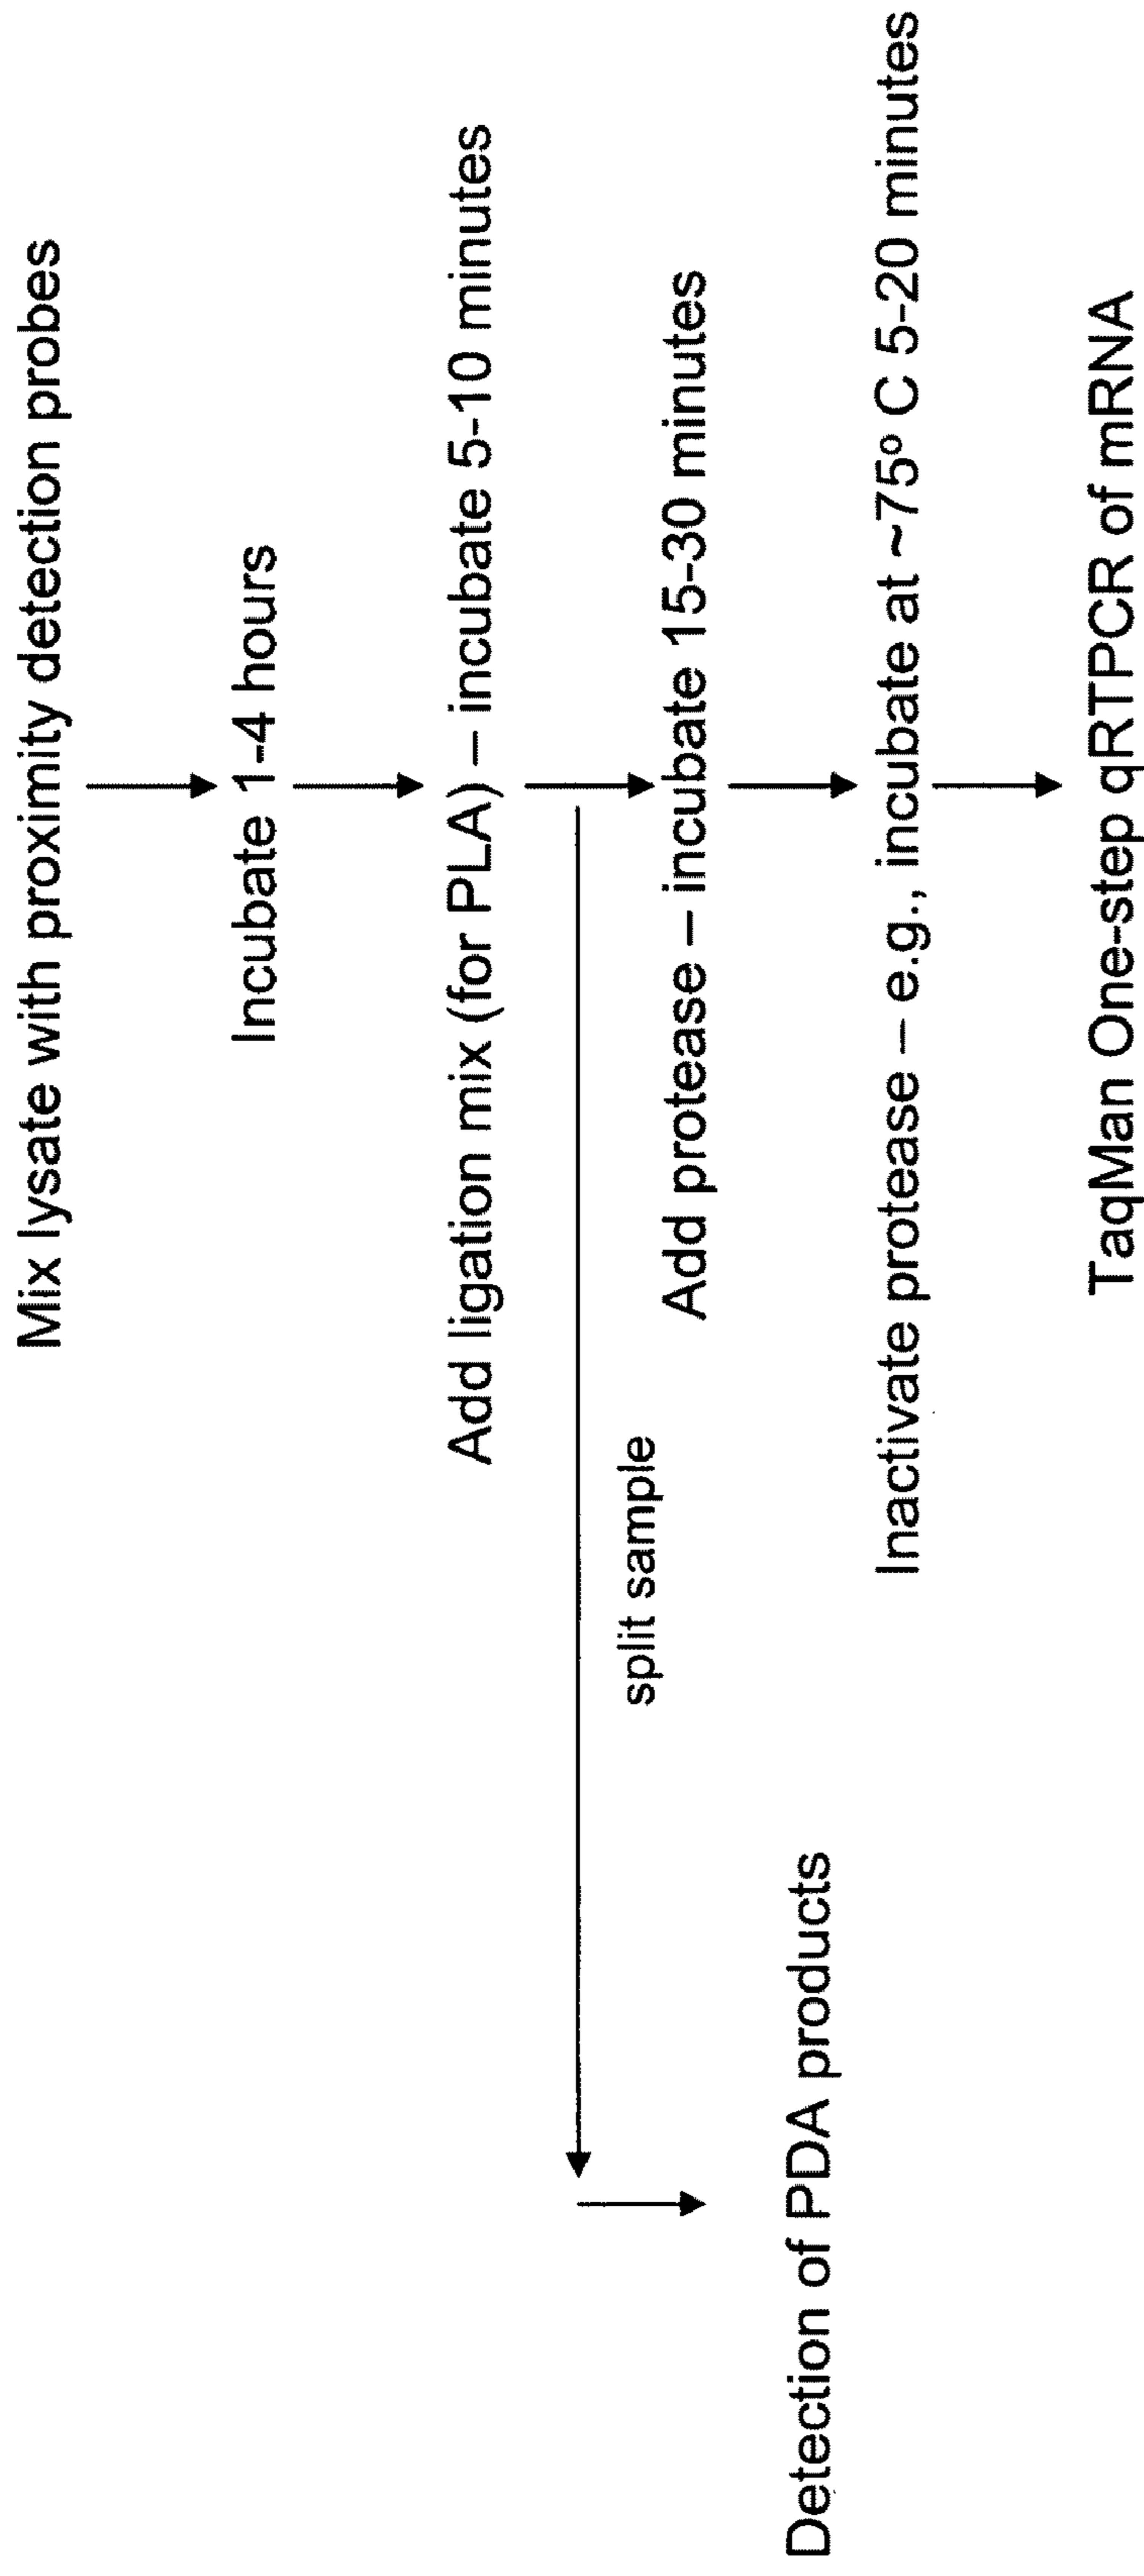 Mix lysate with proximity detection probes
Incubate 1-4 hours
Add ligation mix (for PLA) – incubate 5-10 minutes
split sample
Add protease – incubate 15-30 minutes
Detection of PDA products
Inactivate protease – e.g., incubate at ~75º C 5-20 minutes
TaqMan One-step qRTPCR of mRNA